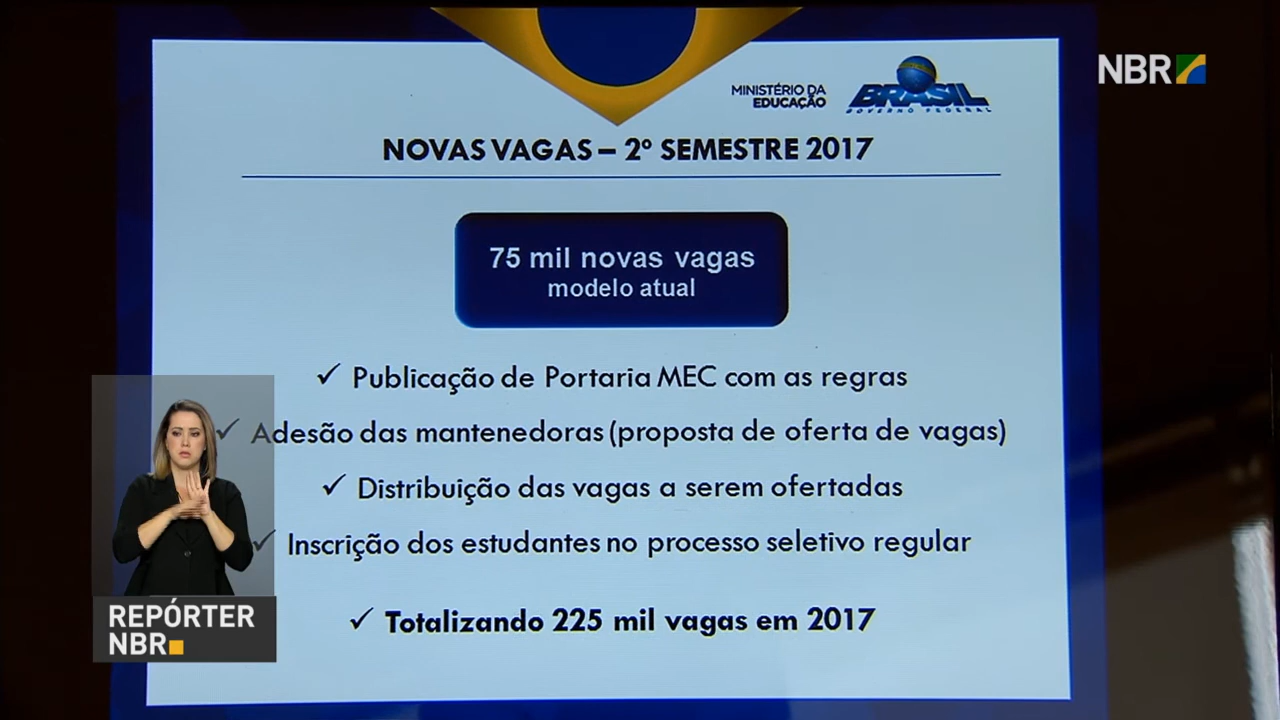 NBR
MINISTÉRIO DA
EDUCAÇÃO
BRASIL
GOVERNO FEDERAL
NOVAS VAGAS – 2º SEMESTRE 2017
75 mil novas vagas
modelo atual
✓ Publicação de Portaria MEC com as regras
✓ Adesão das mantenedoras (proposta de oferta de vagas)
✓ Distribuição das vagas a serem ofertadas
✓ Inscrição dos estudantes no processo seletivo regular
✓ Totalizando 225 mil vagas em 2017
REPÓRTER
NBR